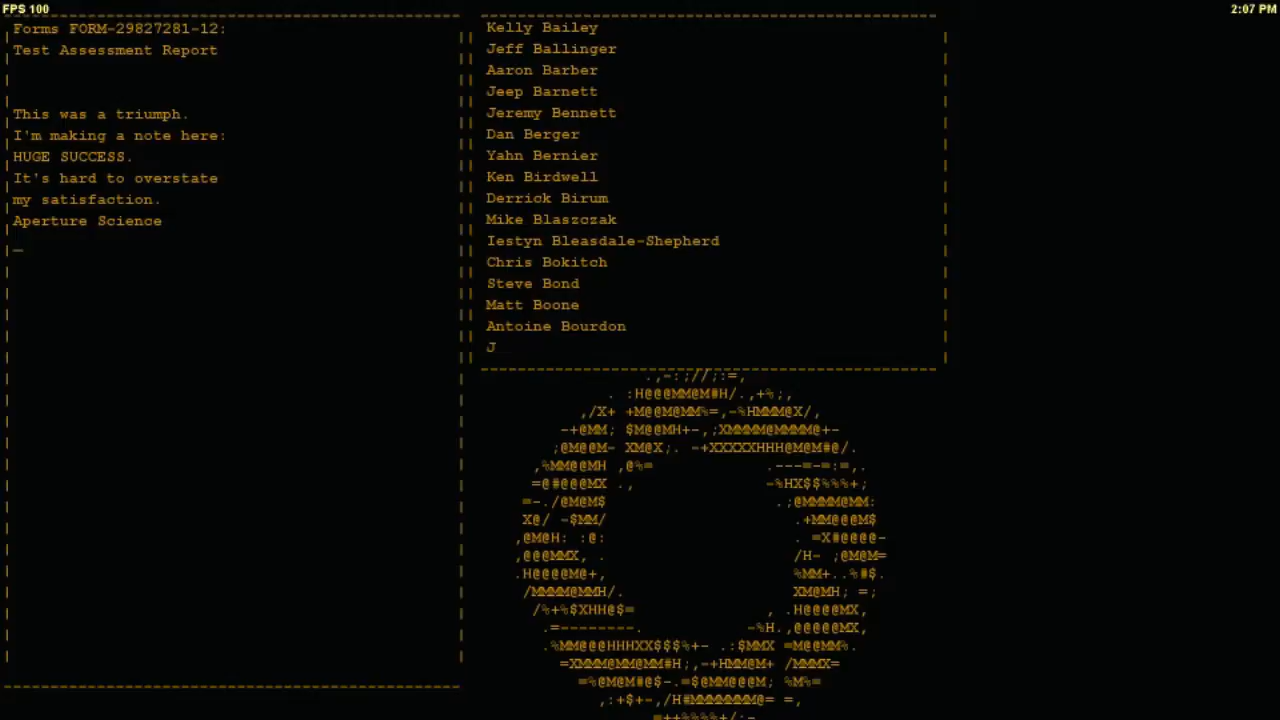 FPS 100
2:07 PM
Forms FORM-29827281-12:
Test Assessment Report
This was a triumph.
I'm making a note here:
HUGE SUCCESS.
It's hard to overstate
my satisfaction.
Aperture Science
_
Kelly Bailey
Jeff Ballinger
Aaron Barber
Jeep Barnett
Jeremy Bennett
Dan Berger
Yahn Bernier
Ken Birdwell
Derrick Birum
Mike Blaszczak
Iestyn Bleasdale-Shepherd
Chris Bokitch
Steve Bond
Matt Boone
Antoine Bourdon
J